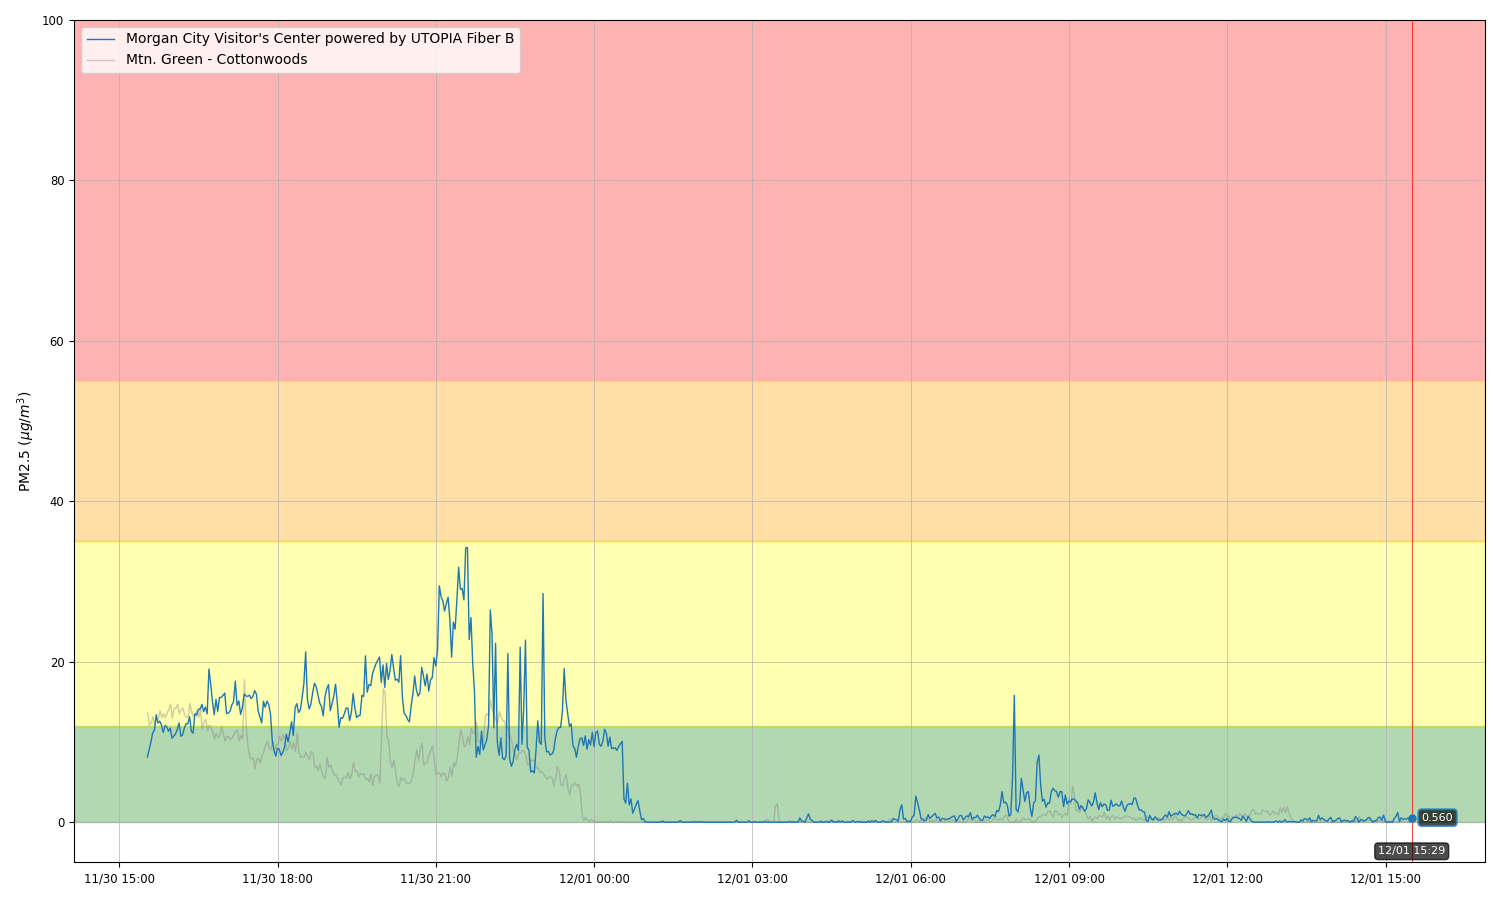 100
Morgan City Visitor's Center powered by UTOPIA Fiber B
Mtn. Green - Cottonwoods
80
60
PM2.5 (μg/m³)
40
20
0
0.560
12/01 15:29
11/30 15:00 11/30 18:00 11/30 21:00 12/01 00:00 12/01 03:00 12/01 06:00 12/01 09:00 12/01 12:00 12/01 15:00